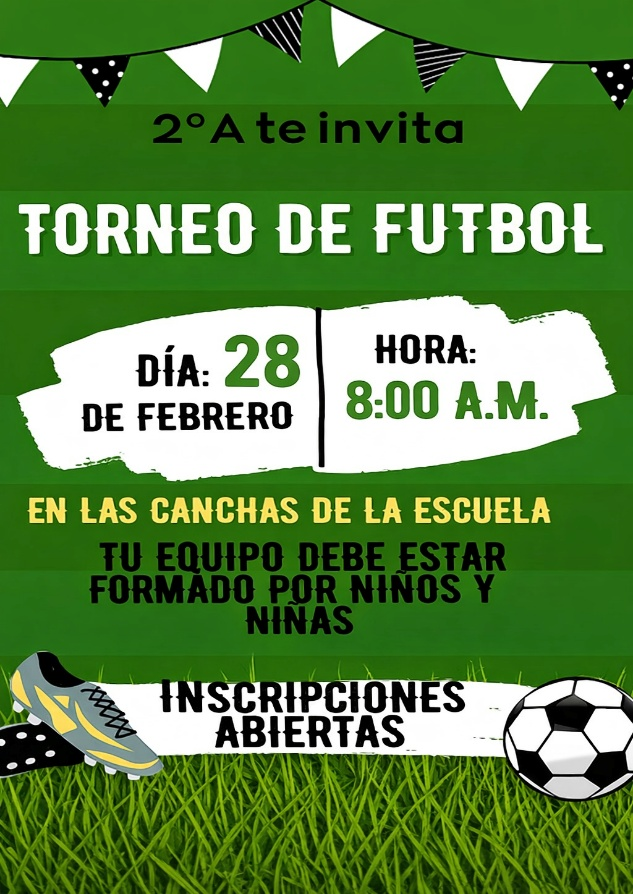 2°A te invita
TORNEO DE FUTBOL
DÍA: 28
DE FEBRERO
HORA:
8:00 A.M.
EN LAS CANCHAS DE LA ESCUELA
TU EQUIPO DEBE ESTAR
FORMADO POR NIÑOS Y
NIÑAS
INSCRIPCIONES
ABIERTAS